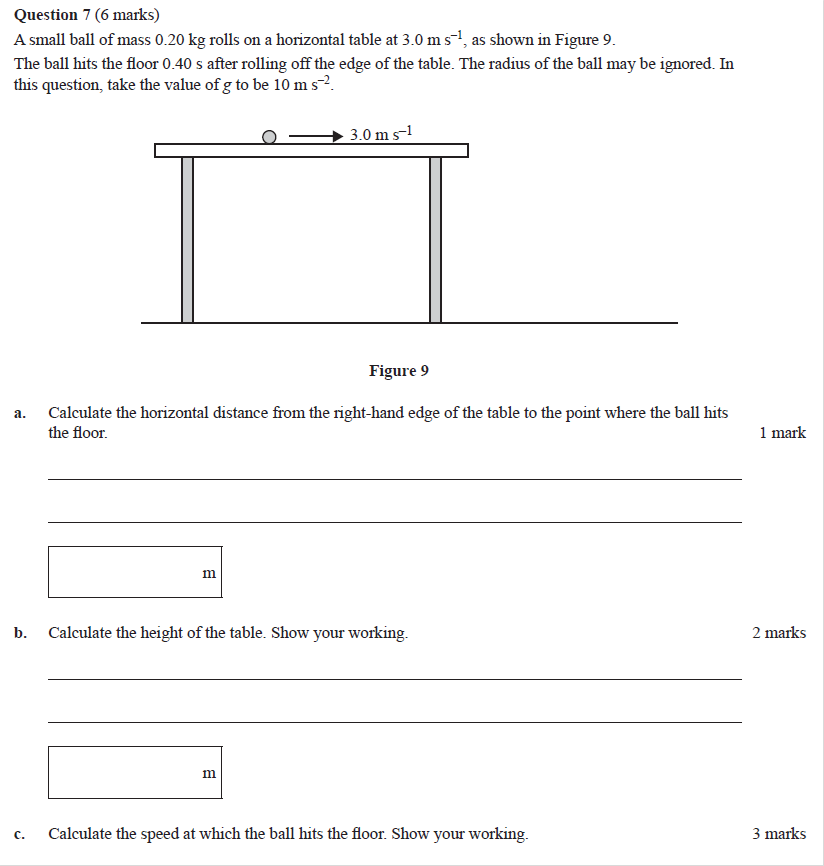 Question 7 (6 marks)
A small ball of mass 0.20 kg rolls on a horizontal table at 3.0 m s⁻¹, as shown in Figure 9.
The ball hits the floor 0.40 s after rolling off the edge of the table. The radius of the ball may be ignored. In
this question, take the value of g to be 10 m s⁻².
3.0 m s⁻¹
Figure 9
a. Calculate the horizontal distance from the right-hand edge of the table to the point where the ball hits
the floor. 1 mark
m
b. Calculate the height of the table. Show your working. 2 marks
m
c. Calculate the speed at which the ball hits the floor. Show your working. 3 marks